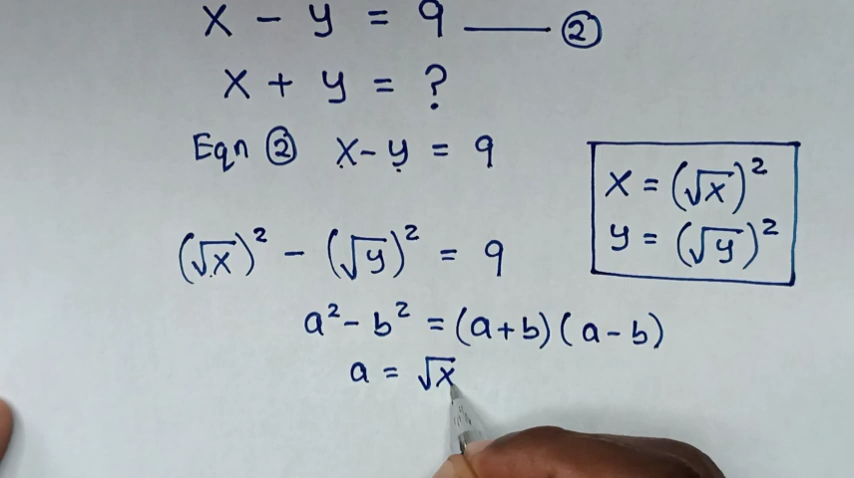 x - y = 9 —— ②
x + y = ?
Eqn ② x - y = 9
x = (√x)²
y = (√y)²
(√x)² - (√y)² = 9
a² - b² = (a+b)(a-b)
a = √x